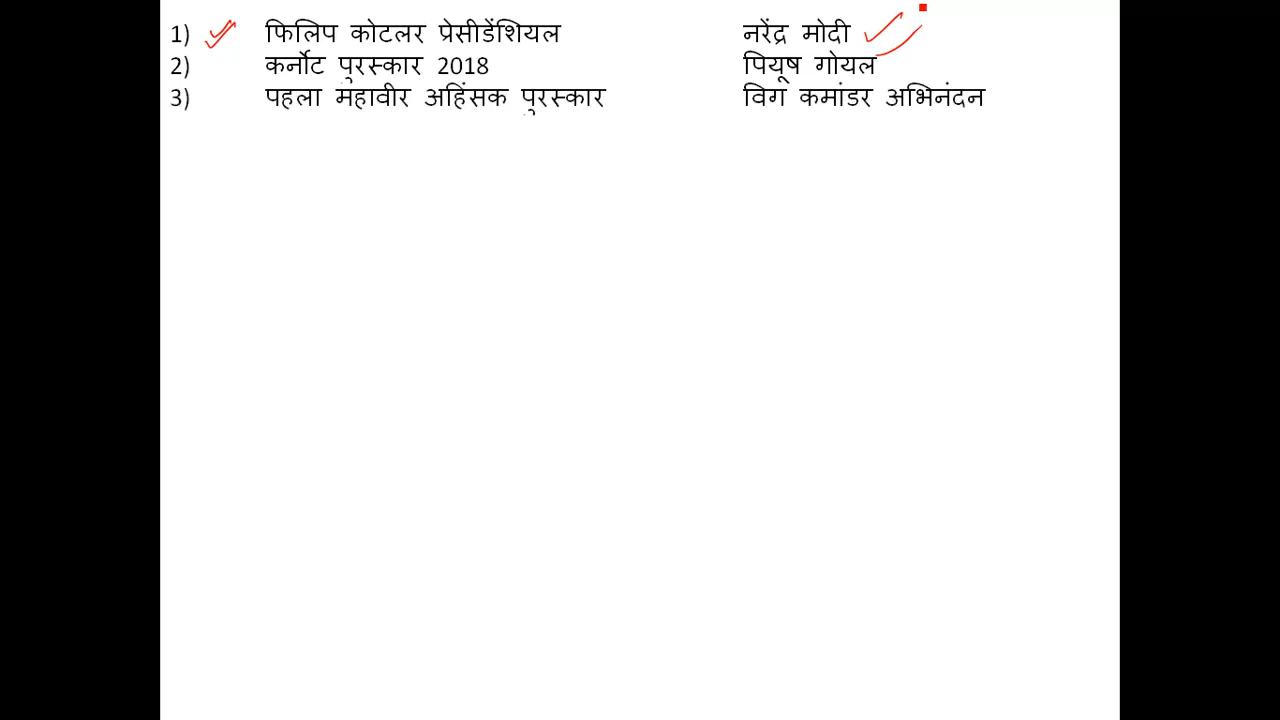 1) फिलिप कोटलर प्रेसीडेंशियल नरेंद्र मोदी
2) कर्नोट पुरस्कार 2018 पियूष गोयल
3) पहला महावीर अहिंसक पुरस्कार विग कमांडर अभिनंदन